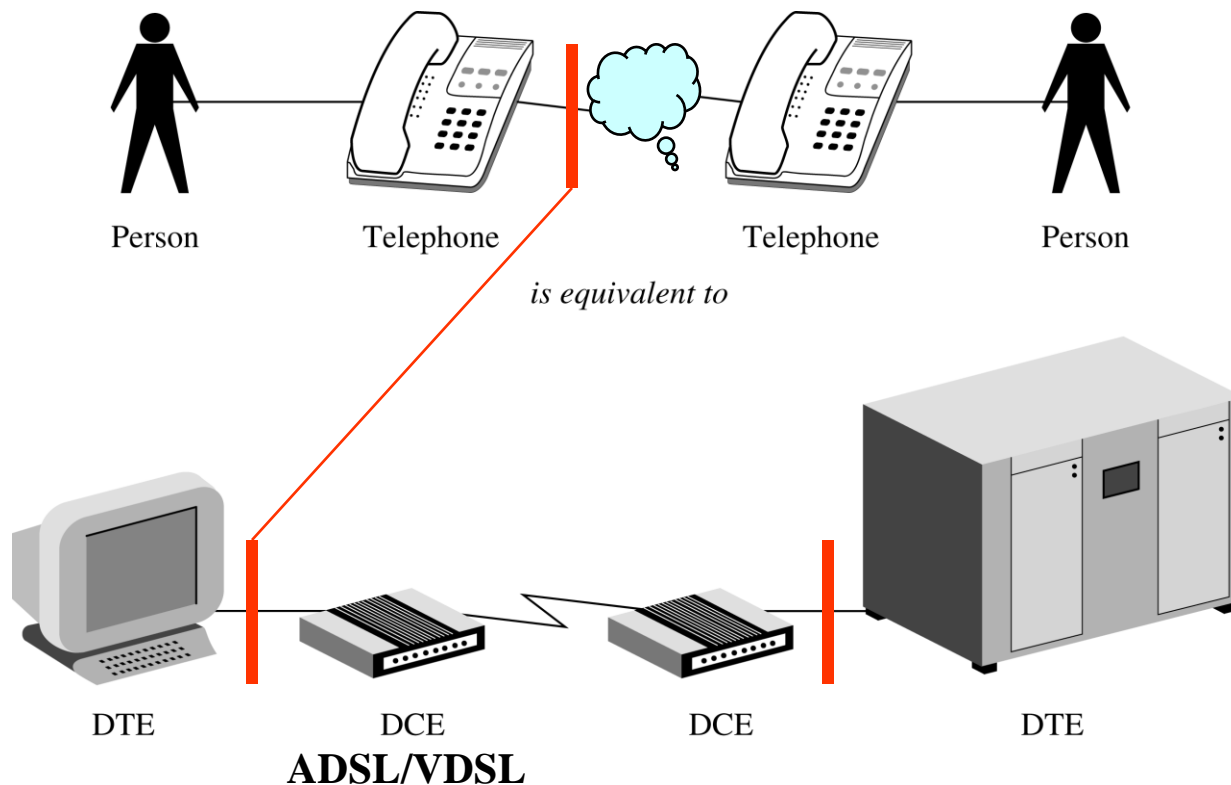 Person Telephone Telephone Person
is equivalent to
DTE DCE DCE DTE
ADSL/VDSL